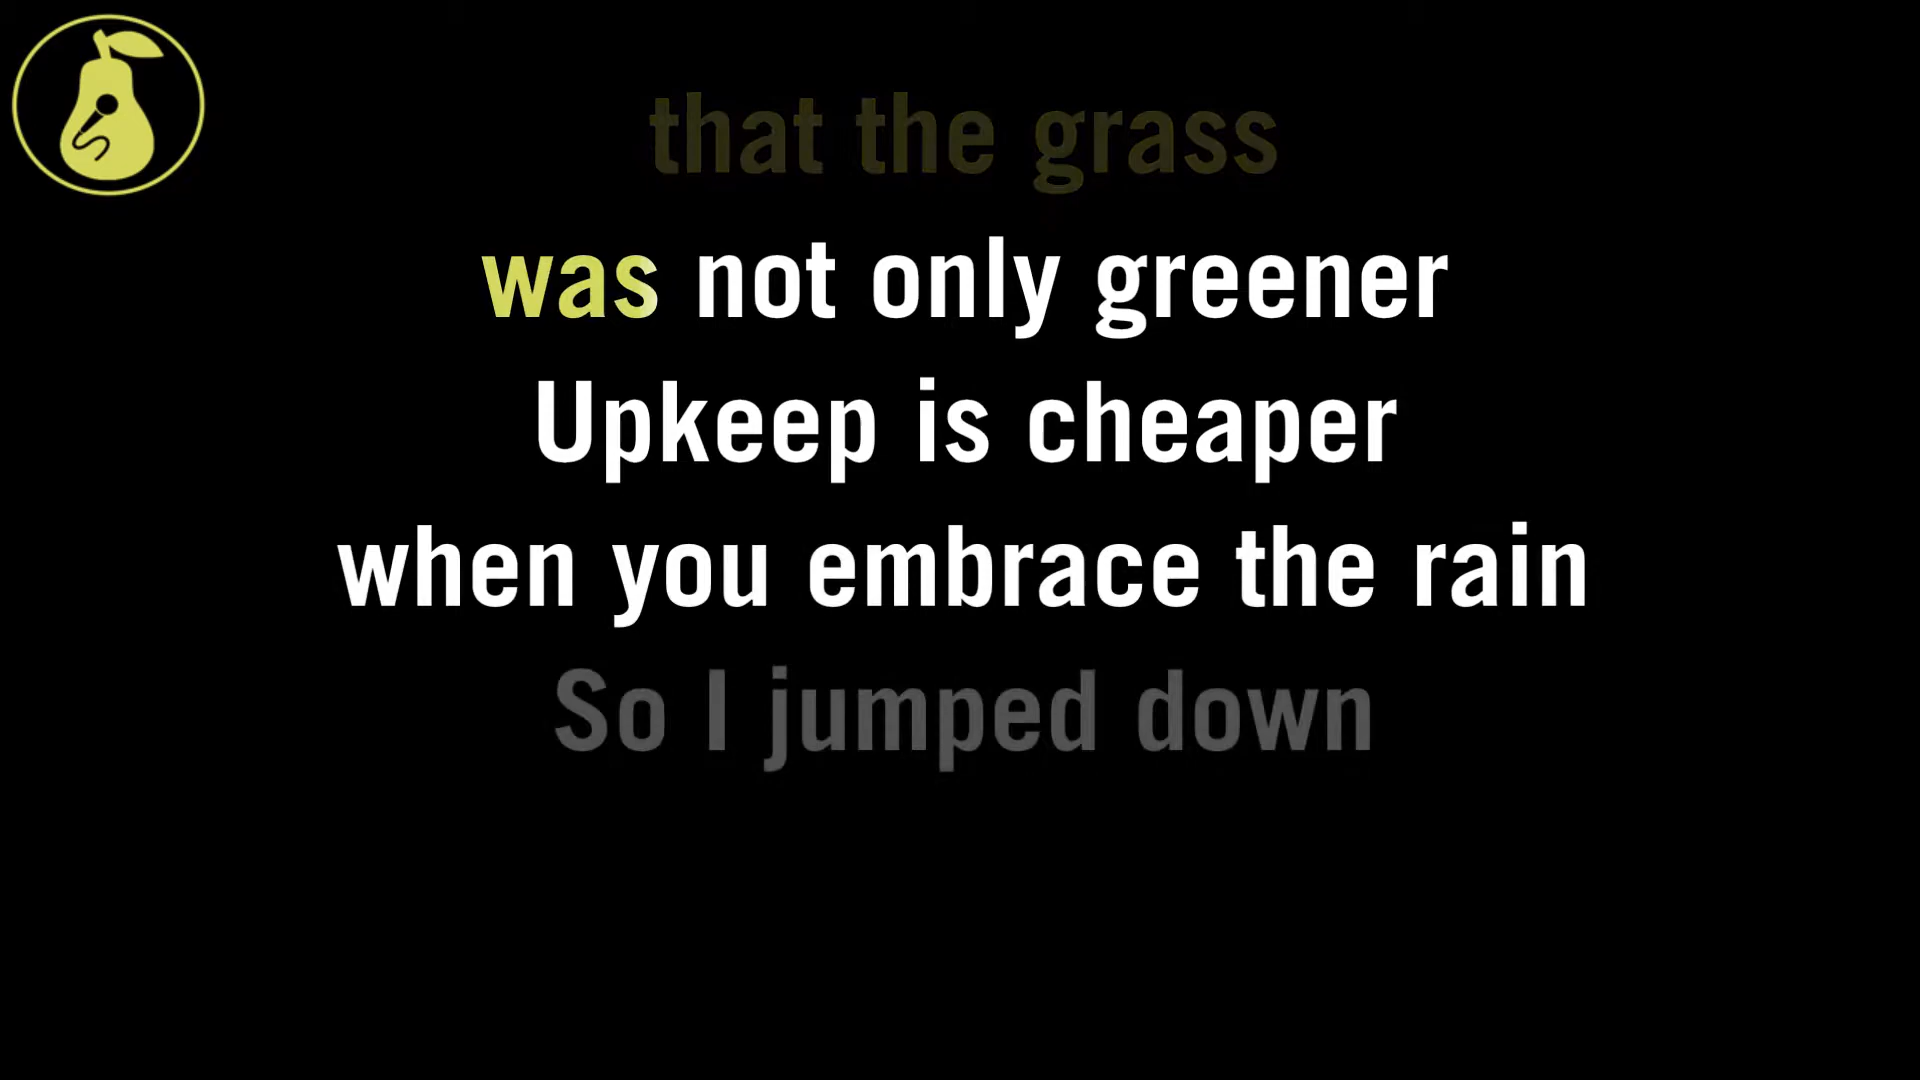 that the grass
was not only greener
Upkeep is cheaper
when you embrace the rain
So I jumped down